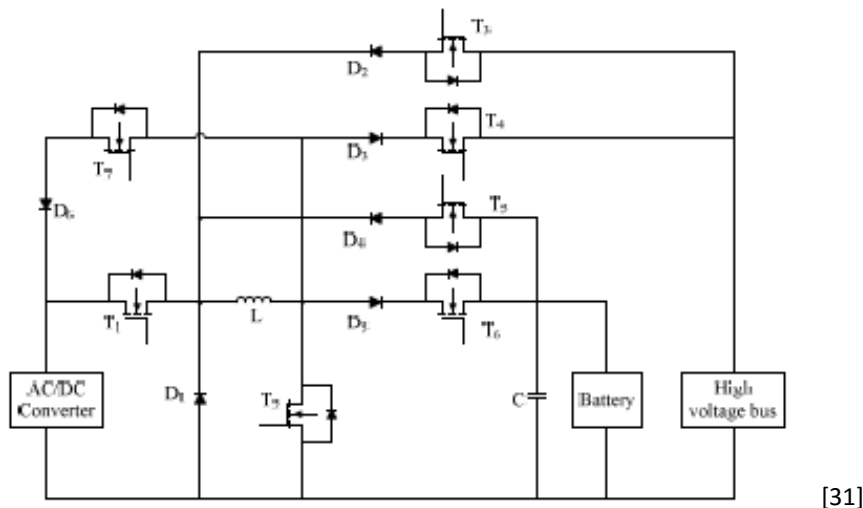 T3
D2
T4
T7
D3
T5
D6
D4
T1
L
D5
T6
AC/DC
Converter
D1
C
Battery
High
voltage bus
[31]